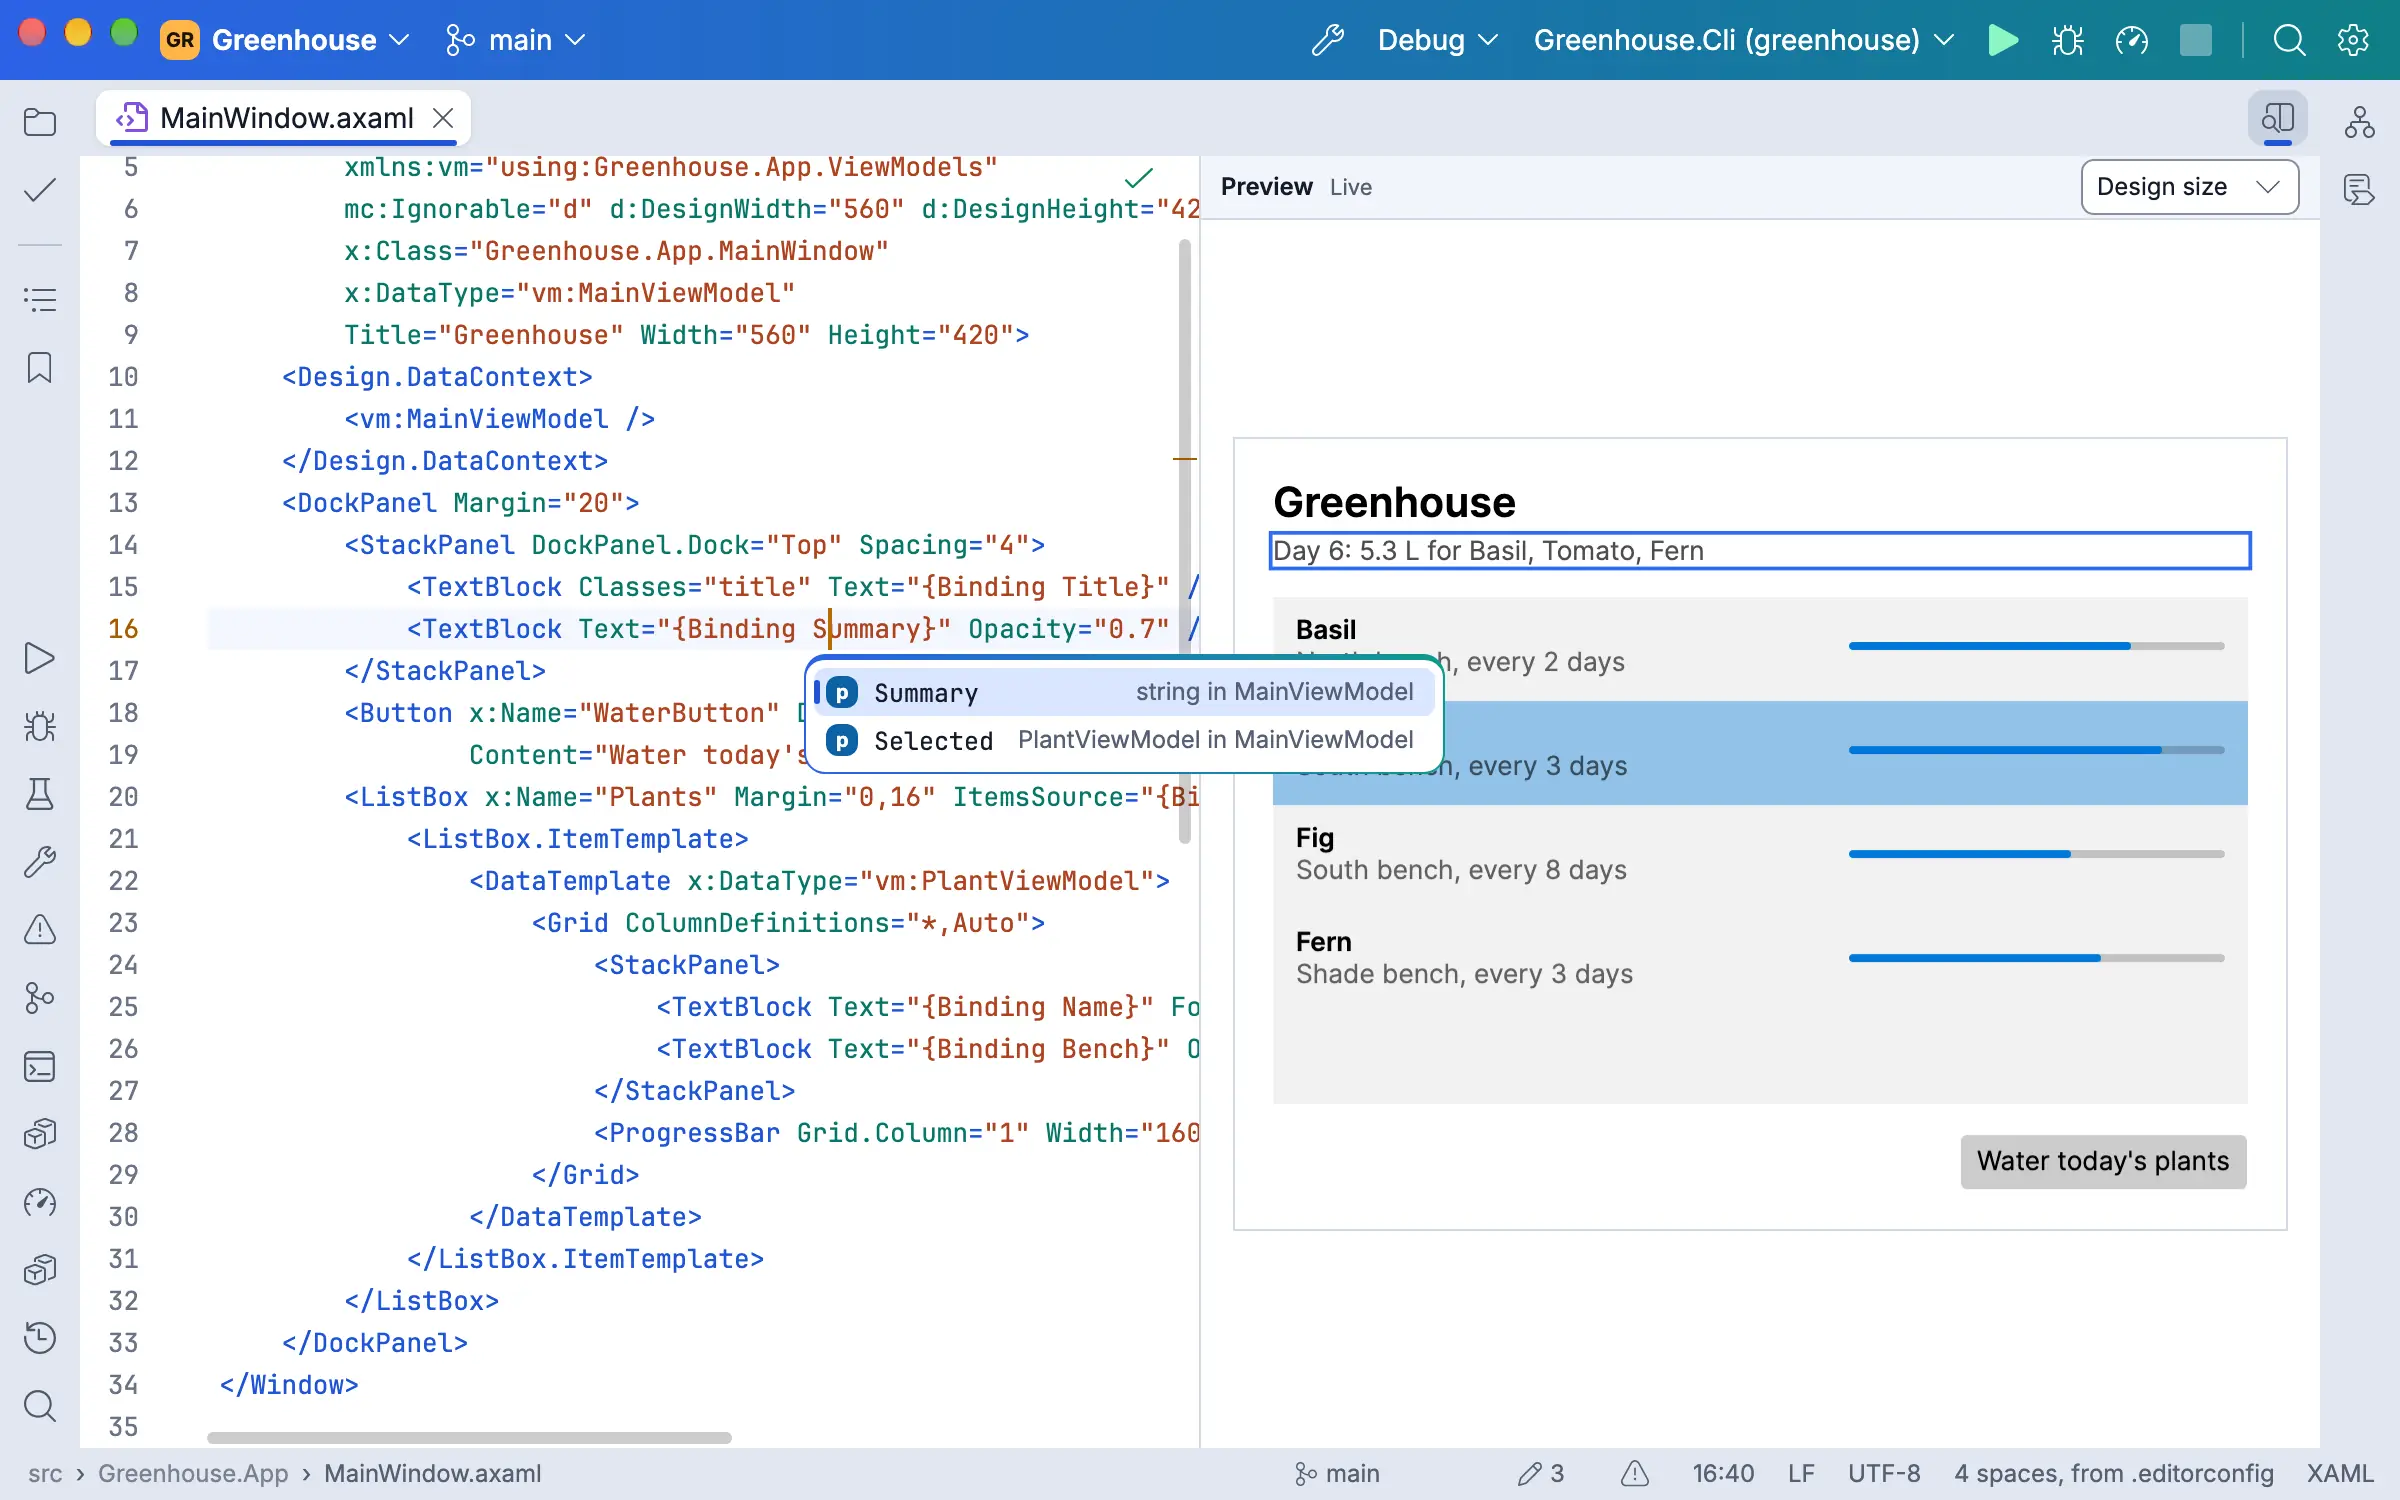 GR Greenhouse main Debug Greenhouse.Cli (greenhouse)
MainWindow.axaml
5 xmlns:vm="using:Greenhouse.App.ViewModels"
6 mc:Ignorable="d" d:DesignWidth="560" d:DesignHeight="42
7 x:Class="Greenhouse.App.MainWindow"
8 x:DataType="vm:MainViewModel"
9 Title="Greenhouse" Width="560" Height="420">
10 <Design.DataContext>
11 <vm:MainViewModel />
12 </Design.DataContext>
13 <DockPanel Margin="20">
14 <StackPanel DockPanel.Dock="Top" Spacing="4">
15 <TextBlock Classes="title" Text="{Binding Title}" /
16 <TextBlock Text="{Binding Summary}" Opacity="0.7" /
17 </StackPanel>
18 <Button x:Name="WaterButton"
19 Content="Water today's
20 <ListBox x:Name="Plants" Margin="0,16" ItemsSource="{Bi
21 <ListBox.ItemTemplate>
22 <DataTemplate x:DataType="vm:PlantViewModel">
23 <Grid ColumnDefinitions="*,Auto">
24 <StackPanel>
25 <TextBlock Text="{Binding Name}" Fo
26 <TextBlock Text="{Binding Bench}" O
27 </StackPanel>
28 <ProgressBar Grid.Column="1" Width="160
29 </Grid>
30 </DataTemplate>
31 </ListBox.ItemTemplate>
32 </ListBox>
33 </DockPanel>
34 </Window>
35
p Summary string in MainViewModel
p Selected PlantViewModel in MainViewModel
Preview Live
Design size
Greenhouse
Day 6: 5.3 L for Basil, Tomato, Fern
Basil
, every 2 days
, every 3 days
Fig
South bench, every 8 days
Fern
Shade bench, every 3 days
Water today's plants
src › Greenhouse.App › MainWindow.axaml
main 3 16:40 LF UTF-8 4 spaces, from .editorconfig XAML